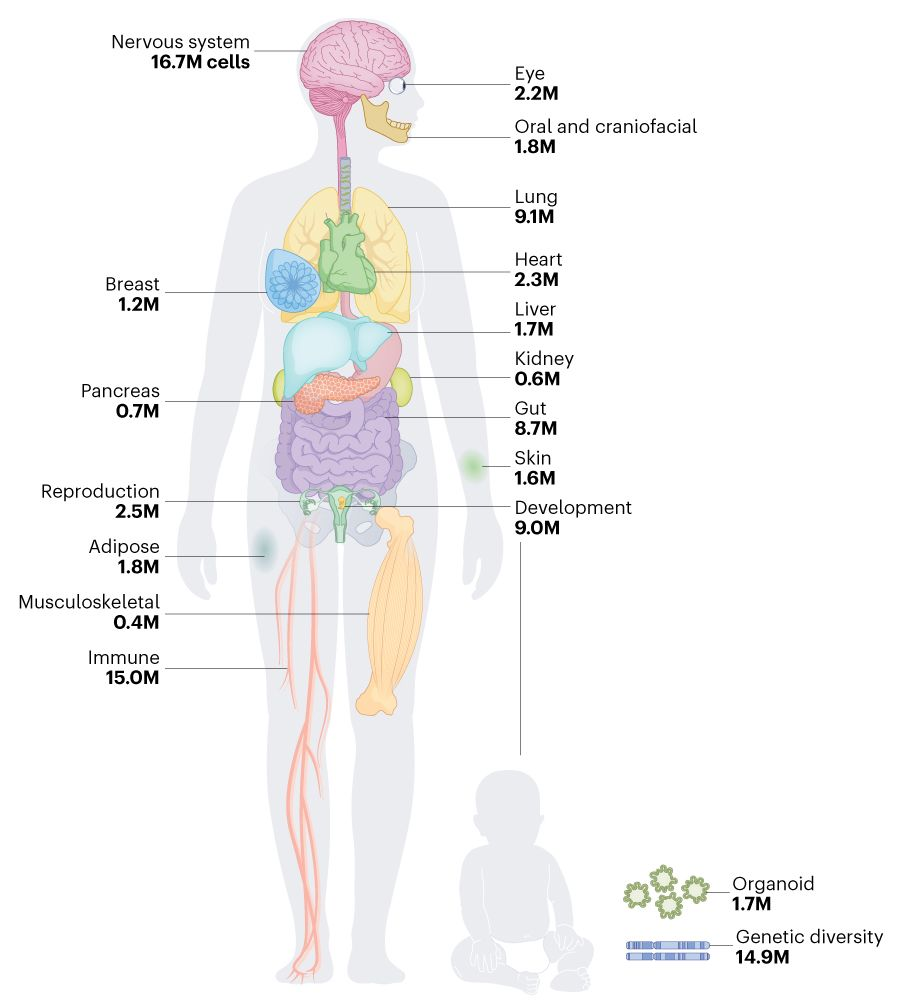 Nervous system
16.7M cells
Eye
2.2M
Oral and craniofacial
1.8M
Lung
9.1M
Heart
2.3M
Breast
1.2M
Liver
1.7M
Kidney
0.6M
Pancreas
0.7M
Gut
8.7M
Skin
1.6M
Reproduction
2.5M
Development
9.0M
Adipose
1.8M
Musculoskeletal
0.4M
Immune
15.0M
Organoid
1.7M
Genetic diversity
14.9M